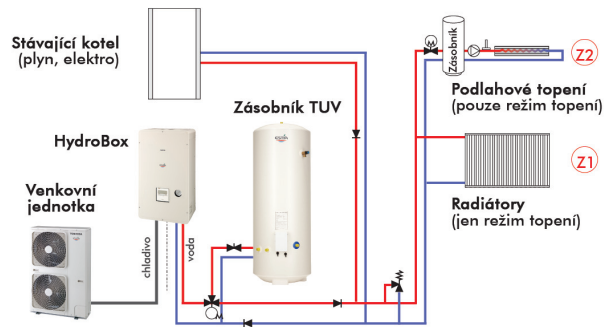 Stávající kotel
(plyn, elektro)
Zásobník
Z2
Zásobník TUV
Podlahové topení
(pouze režim topení)
HydroBox
Z1
Venkovní
jednotka
Radiátory
(jen režim topení)
chladivo
voda
M
M